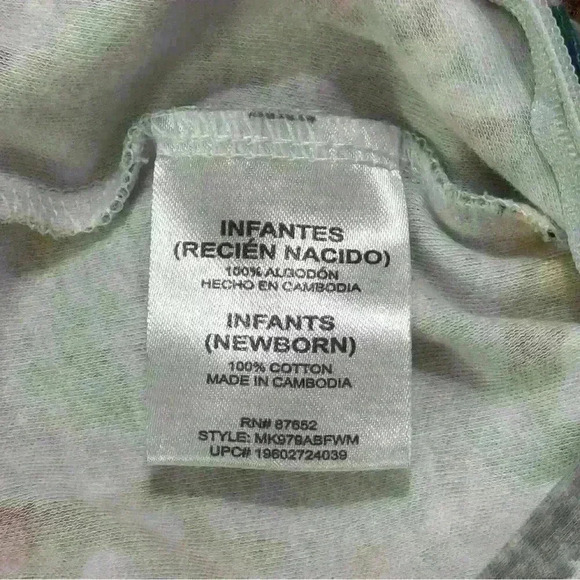 INFANTES
(RECIÉN NACIDO)
100% ALGODÓN
HECHO EN CAMBODIA
INFANTS
(NEWBORN)
100% COTTON
MADE IN CAMBODIA
RN# 87652
STYLE: MK979ABFWM
UPC# 19602724039